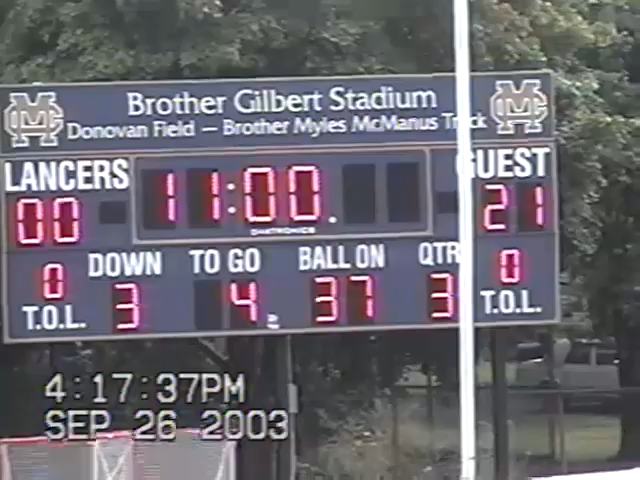 Brother Gilbert Stadium
Donovan Field — Brother Myles McManus Track
LANCERS 11:00. GUEST
00 21
DOWN TO GO BALL ON QTR
0 3 4 37 3 0
T.O.L. T.O.L.
4:17:37PM
SEP 26 2003